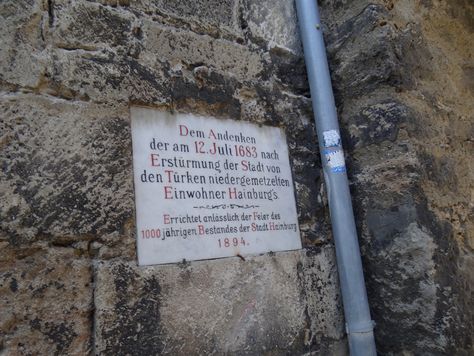 Dem Andenken
der am 12. Juli 1683 nach
Erstürmung der Stadt von
den Türken niedergemetzelten
Einwohner Hainburg's.
Errichtet anlässlich der Feier des
1000jährigen Bestandes der Stadt Hainburg
1894.